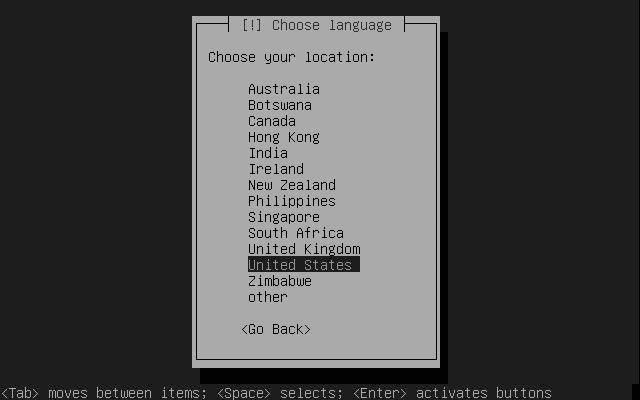 [!] Choose language
Choose your location:
Australia
Botswana
Canada
Hong Kong
India
Ireland
New Zealand
Philippines
Singapore
South Africa
United Kingdom
United States
Zimbabwe
other
<Go Back>
<Tab> moves between items; <Space> selects; <Enter> activates buttons